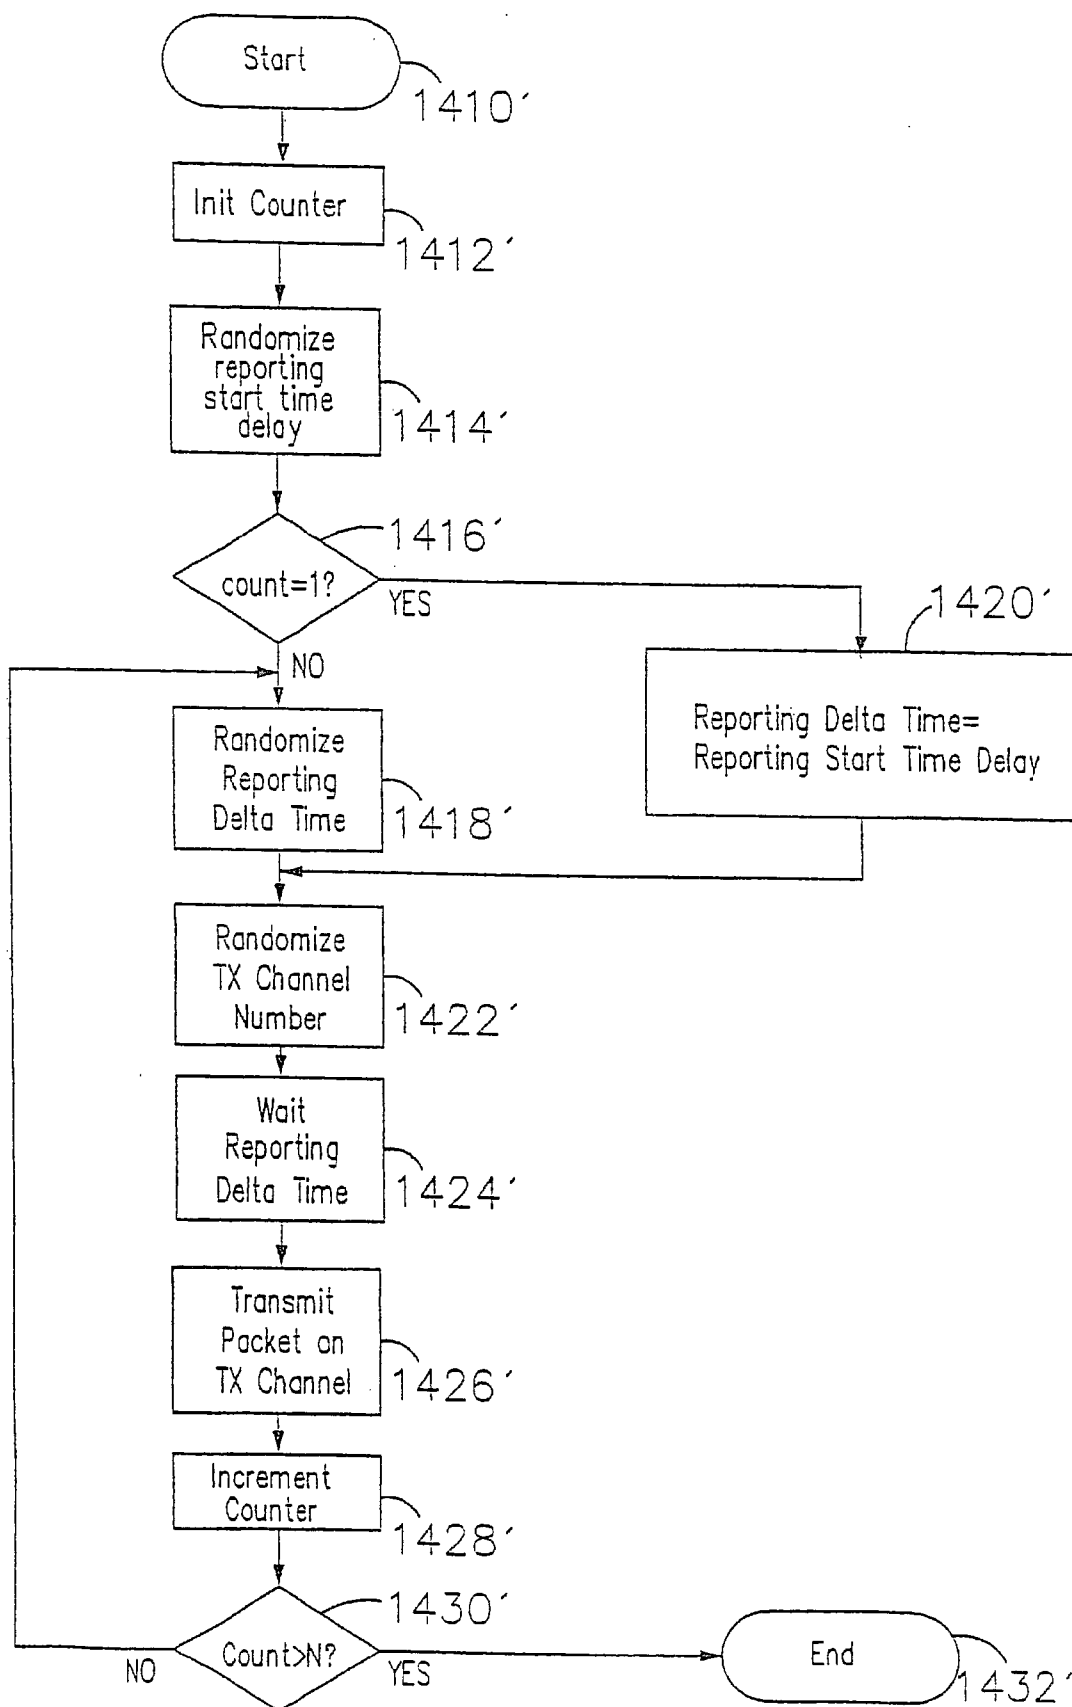 Start
1410´
Init Counter
1412´
Randomize
reporting
start time
delay
1414´
1416´
count=1?
YES
NO
1420´
Reporting Delta Time=
Reporting Start Time Delay
Randomize
Reporting
Delta Time
1418´
Randomize
TX Channel
Number
1422´
Wait
Reporting
Delta Time
1424´
Transmit
Packet on
TX Channel
1426´
Increment
Counter
1428´
1430´
Count>N?
NO
YES
End
1432´